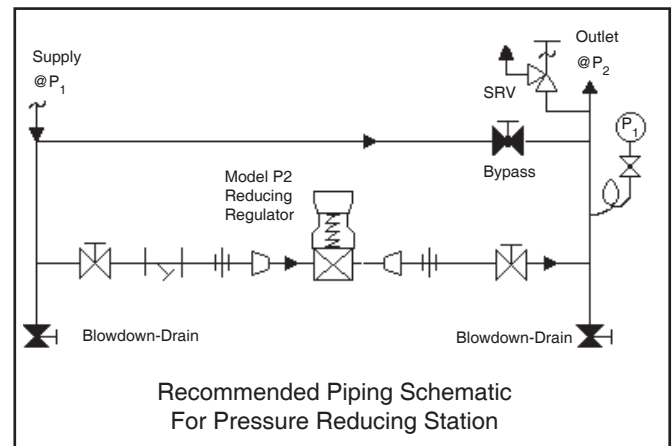 Supply
@P1
Outlet
@P2
SRV
P1
Bypass
Model P2
Reducing
Regulator
Blowdown-Drain
Blowdown-Drain
Recommended Piping Schematic
For Pressure Reducing Station